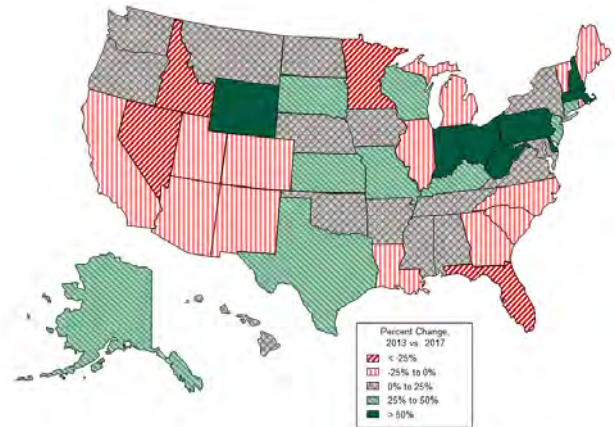 Percent Change,
2013 vs. 2017
< -25%
-25% to 0%
0% to 25%
25% to 50%
> 50%